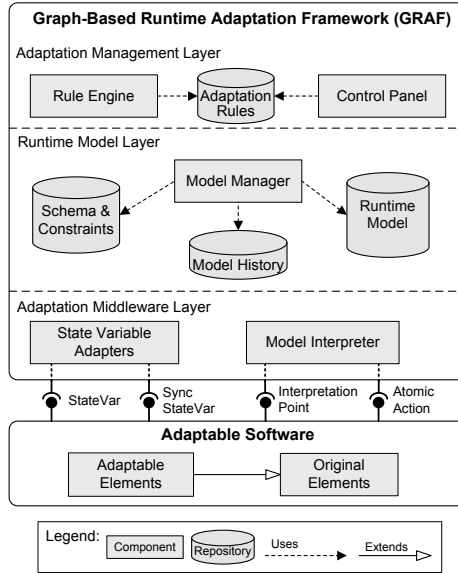 Graph-Based Runtime Adaptation Framework (GRAF)
Adaptation Management Layer
Rule Engine
Adaptation
Rules
Control Panel
Runtime Model Layer
Model Manager
Schema &
Constraints
Runtime
Model
Model History
Adaptation Middleware Layer
State Variable
Adapters
Model Interpreter
StateVar
Sync
StateVar
Interpretation
Point
Atomic
Action
Adaptable Software
Adaptable
Elements
Original
Elements
Legend:
Component
Repository
Uses
Extends